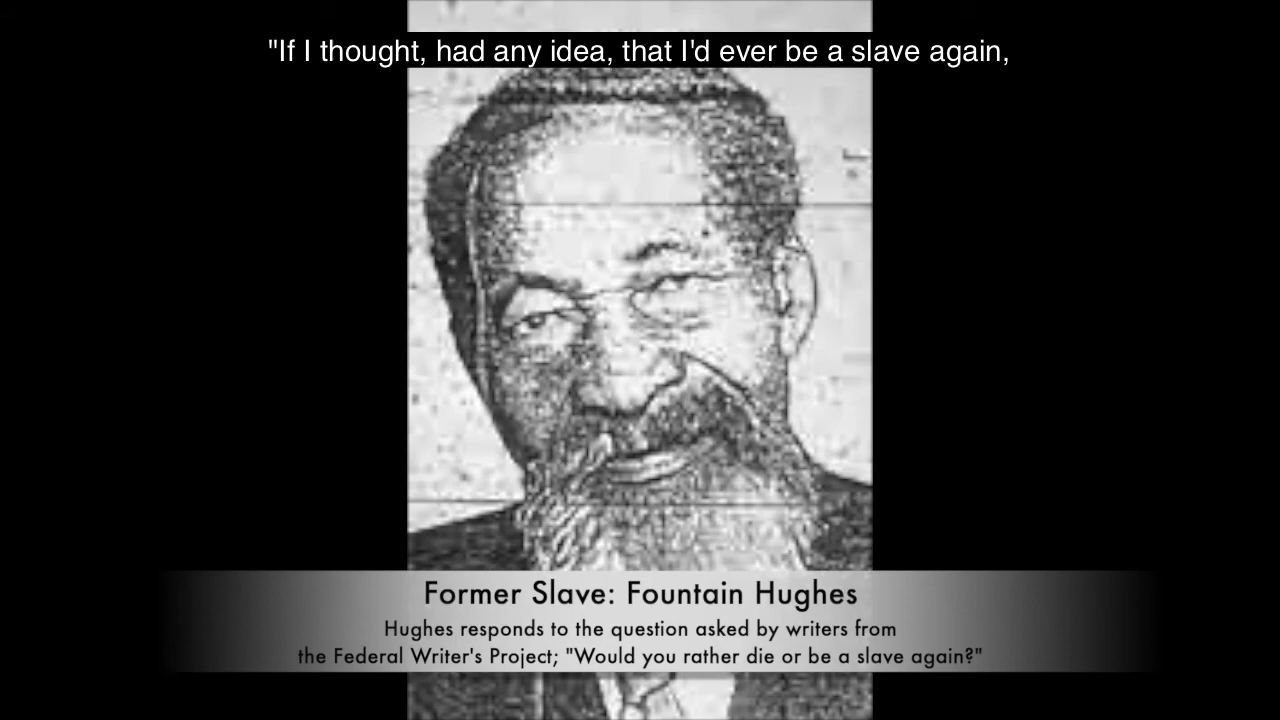 "If I thought, had any idea, that I'd ever be a slave again,
Former Slave: Fountain Hughes
Hughes responds to the question asked by writers from
the Federal Writer's Project; "Would you rather die or be a slave again?"